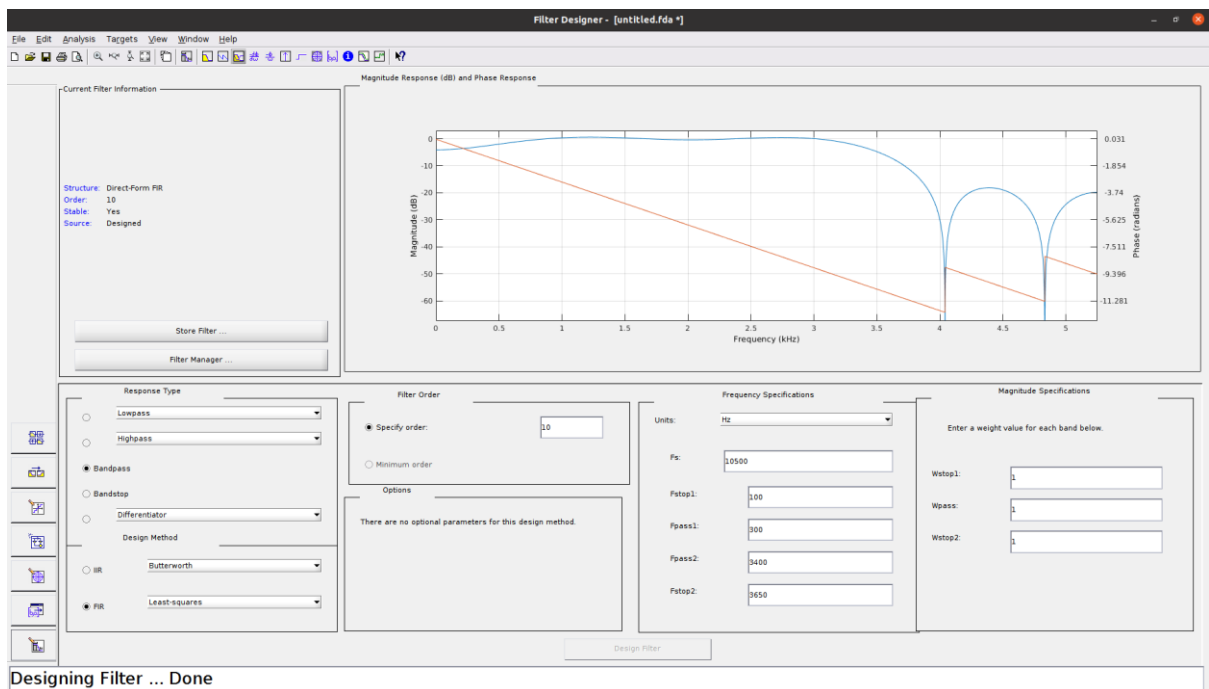 Filter Designer - [untitled.fda *]
File Edit Analysis Targets View Window Help
Current Filter Information
Structure: Direct-Form FIR
Order: 10
Stable: Yes
Source: Designed
Store Filter ...
Filter Manager ...
Magnitude Response (dB) and Phase Response
Magnitude (dB)
0
-10
-20
-30
-40
-50
-60
0 0.5 1 1.5 2 2.5 3 3.5 4 4.5 5
Frequency (kHz)
0.031
-1.854
-3.74
-5.625
-7.511
-9.396
-11.281
Phase (radians)
Response Type
Lowpass
Highpass
Bandpass
Bandstop
Differentiator
Design Method
IIR Butterworth
FIR Least-squares
Filter Order
Specify order: 10
Minimum order
Options
There are no optional parameters for this design method.
Frequency Specifications
Units: Hz
Fs: 10500
Fstop1: 100
Fpass1: 300
Fpass2: 3400
Fstop2: 3650
Magnitude Specifications
Enter a weight value for each band below.
Wstop1: 1
Wpass: 1
Wstop2: 1
Design Filter
Designing Filter ... Done